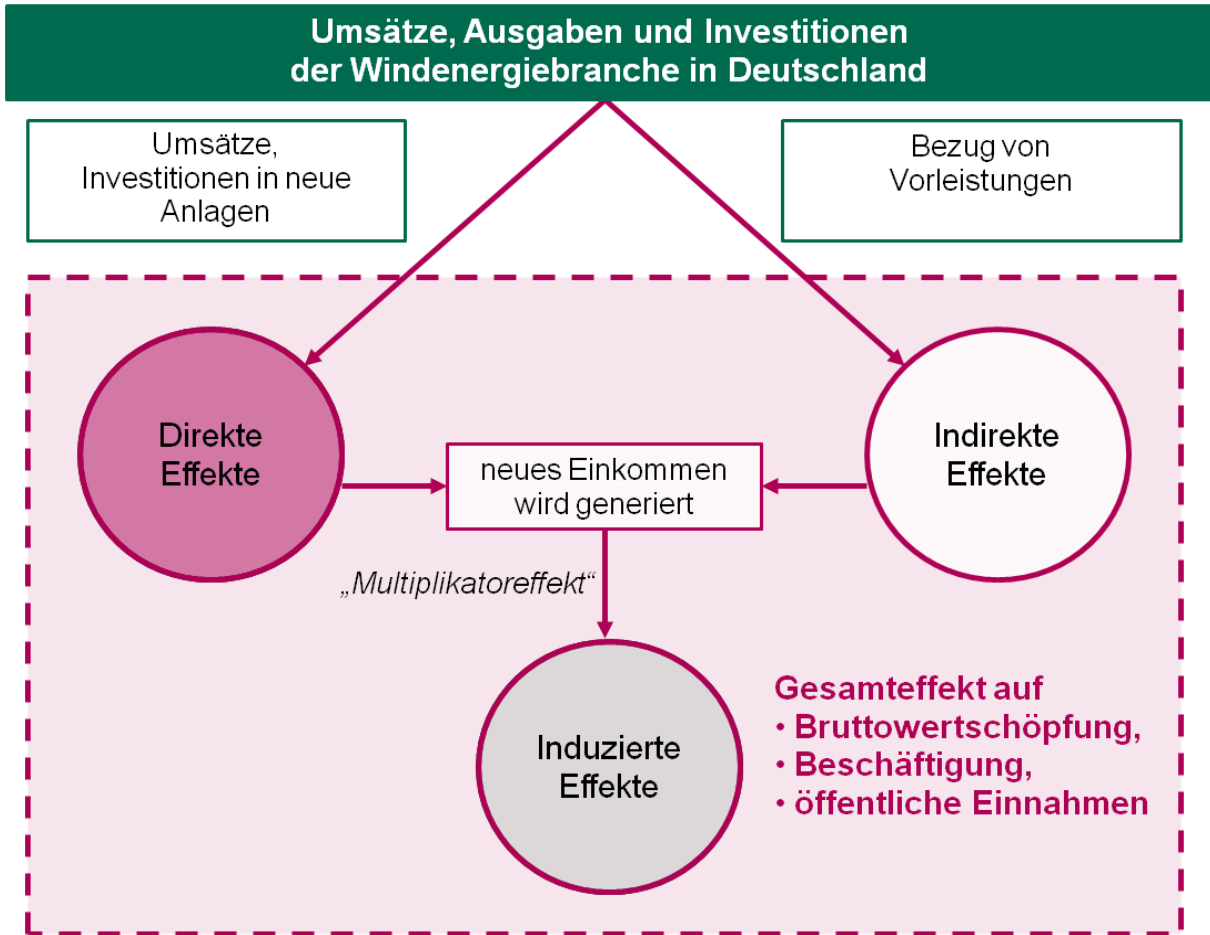 Umsätze, Ausgaben und Investitionen
der Windenergiebranche in Deutschland
Umsätze,
Investitionen in neue
Anlagen
Bezug von
Vorleistungen
Direkte
Effekte
neues Einkommen
wird generiert
Indirekte
Effekte
„Multiplikatoreffekt“
Induzierte
Effekte
Gesamteffekt auf
• Bruttowertschöpfung,
• Beschäftigung,
• öffentliche Einnahmen